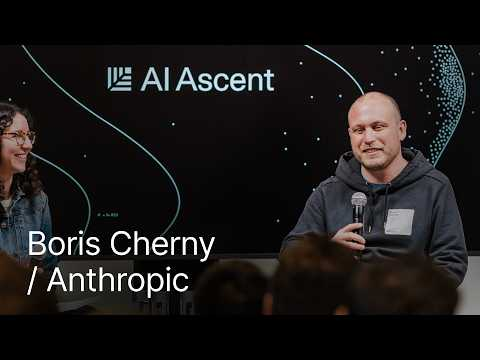 AI Ascent
Boris Cherny
/ Anthropic